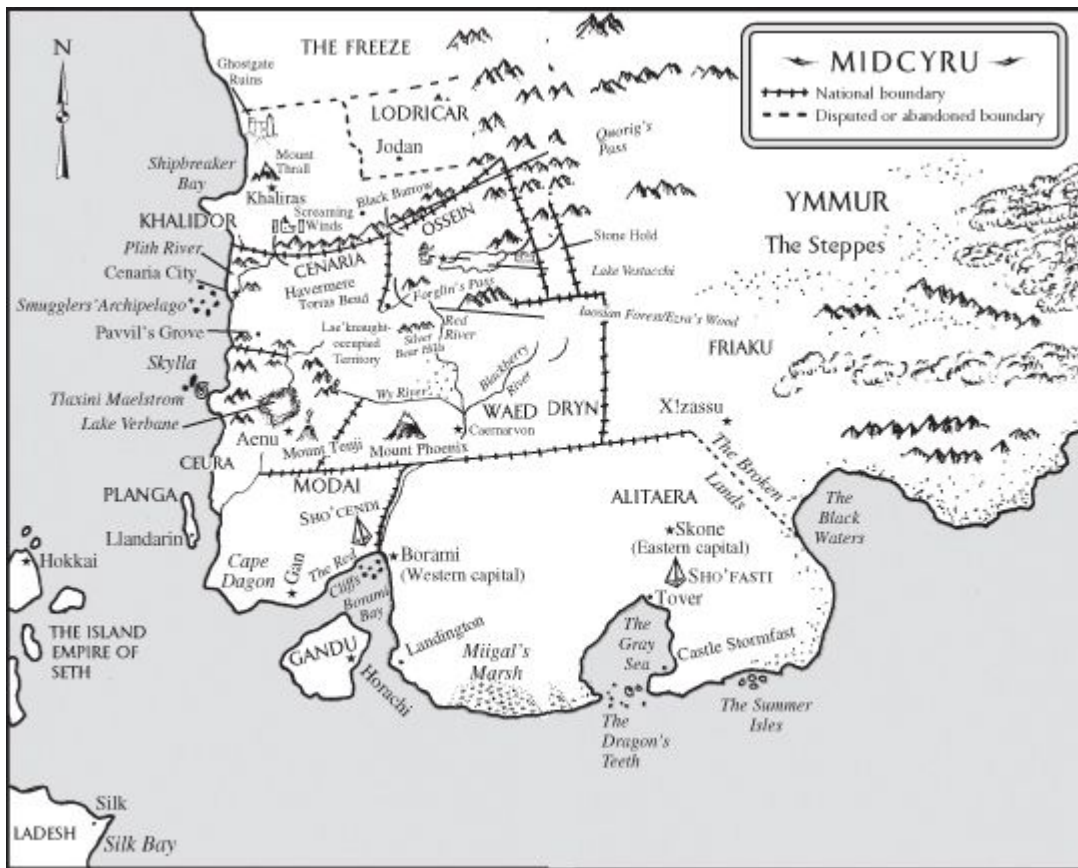 MIDCYRU
National boundary
Disputed or abandoned boundary
N
THE FREEZE
Ghostgate
Ruins
LODRICAR
Jodan
Quorig's
Pass
Mount
Thrall
Shipbreaker
Bay
Khaliras
Black Barrow
YMMUR
The Steppes
KHALIDOR
Screaming
Winds
OSSEIN
Stone Hold
Plith River
CENARIA
Lake Vestacchi
Cenaria City
Havermere
Torras Bend
Forglin's Pass
Smugglers' Archipelago
Iaosian Forest/Ezra's Wood
Pavvil's Grove
Lae'knaught-
occupied
Territory
Silver
Bear Hills
Red
River
FRIAKU
Skylla
Blackberry
River
Wy River
Tlaxini Maelstrom
WAED DRYN
X!zassu
Lake Verbane
Caernarvon
Aenu
Mount Tenji
Mount Phoenix
The Broken
Lands
CEURA
MODAI
ALITAERA
PLANGA
The
Black
Waters
SHO'CENDI
Skone
(Eastern capital)
Llandarin
Hokkai
Cape
Dagon
Gan
The Red
Cliffs
Borami
(Western capital)
SHO'FASTI
Borami
Bay
Tover
THE ISLAND
EMPIRE OF
SETH
GANDU
Horachi
Landington
Miigal's
Marsh
The
Gray
Sea
Castle Stormfast
The
Dragon's
Teeth
The Summer
Isles
Silk
LADESH
Silk Bay